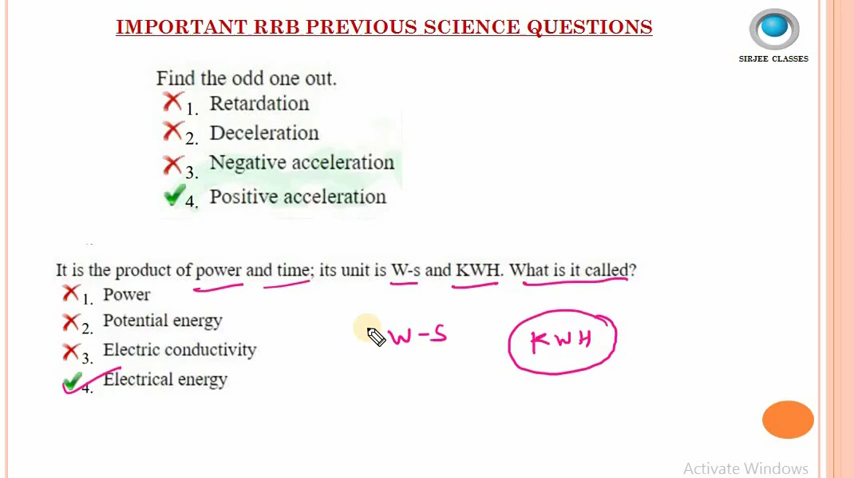 IMPORTANT RRB PREVIOUS SCIENCE QUESTIONS
SIRJEE CLASSES
Find the odd one out.
1. Retardation
2. Deceleration
3. Negative acceleration
4. Positive acceleration
It is the product of power and time; its unit is W-s and KWH. What is it called?
1. Power
2. Potential energy
3. Electric conductivity
4. Electrical energy
W-S
KWH
Activate Windows